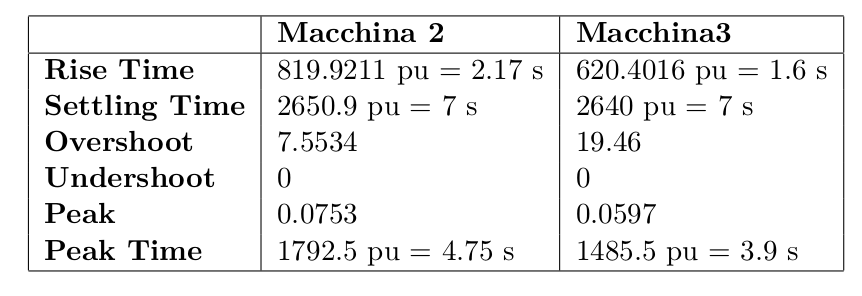 Macchina 2 Macchina3
Rise Time 819.9211 pu = 2.17 s 620.4016 pu = 1.6 s
Settling Time 2650.9 pu = 7 s 2640 pu = 7 s
Overshoot 7.5534 19.46
Undershoot 0 0
Peak 0.0753 0.0597
Peak Time 1792.5 pu = 4.75 s 1485.5 pu = 3.9 s